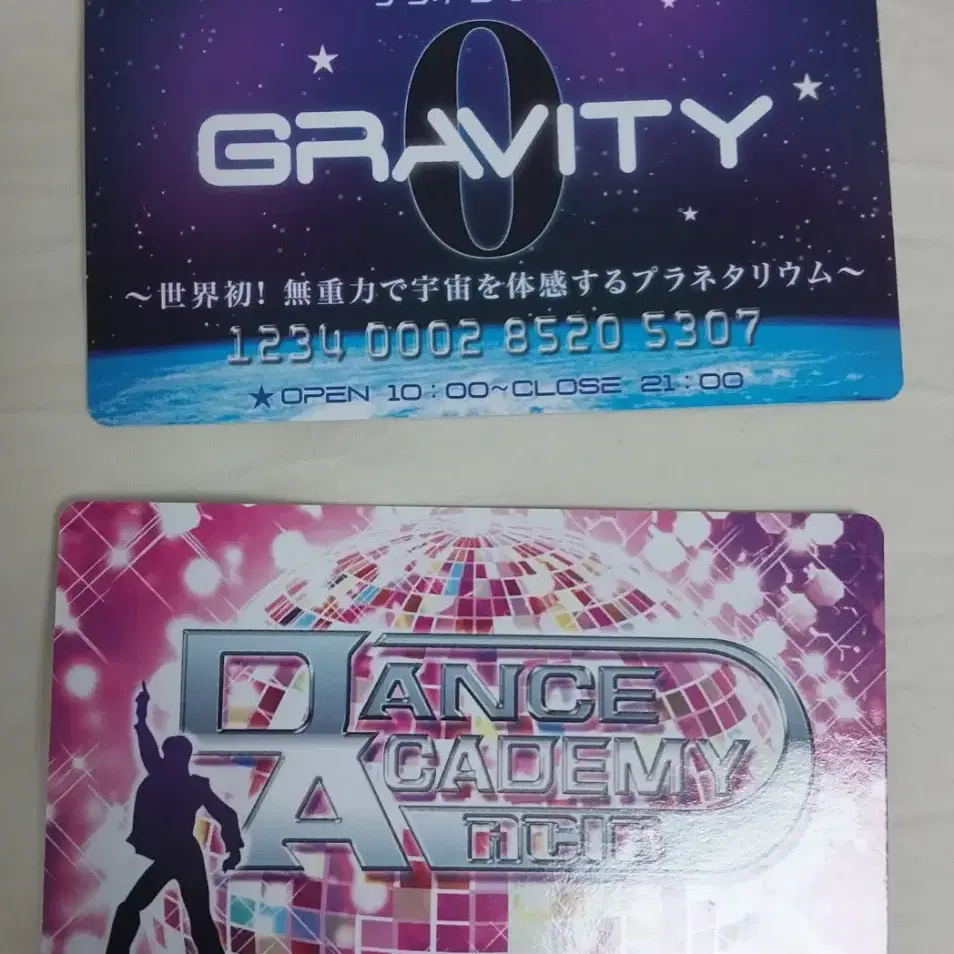 GRAVITY
0
～世界初！無重力で宇宙を体感するプラネタリウム～
1234 0002 8520 5307
★OPEN 10：00～CLOSE 21：00
DANCE
ACADEMY